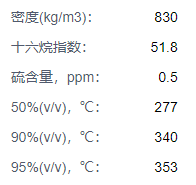 密度(kg/m3)： 830
十六烷指数： 51.8
硫含量，ppm： 0.5
50%(v/v)，℃： 277
90%(v/v)，℃： 340
95%(v/v)，℃： 353